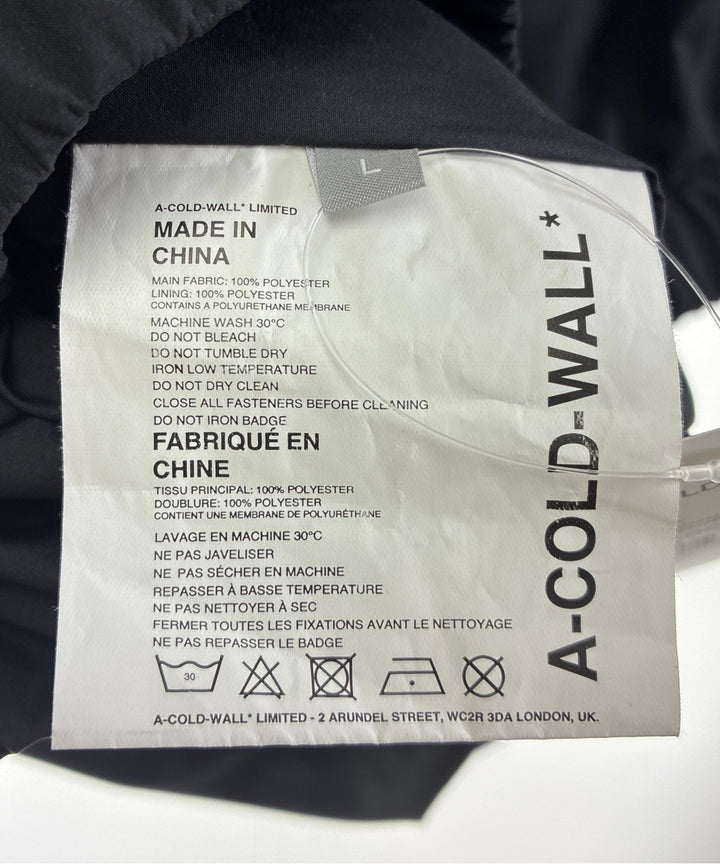 L
A-COLD-WALL* LIMITED
MADE IN
CHINA
MAIN FABRIC: 100% POLYESTER
LINING: 100% POLYESTER
CONTAINS A POLYURETHANE MEMBRANE
MACHINE WASH 30°C
DO NOT BLEACH
DO NOT TUMBLE DRY
IRON LOW TEMPERATURE
DO NOT DRY CLEAN
CLOSE ALL FASTENERS BEFORE CLEANING
DO NOT IRON BADGE
FABRIQUÉ EN
CHINE
TISSU PRINCIPAL: 100% POLYESTER
DOUBLURE: 100% POLYESTER
CONTIENT UNE MEMBRANE DE POLYURÉTHANE
LAVAGE EN MACHINE 30°C
NE PAS JAVELISER
NE PAS SÉCHER EN MACHINE
REPASSER À BASSE TEMPERATURE
NE PAS NETTOYER À SEC
FERMER TOUTES LES FIXATIONS AVANT LE NETTOYAGE
NE PAS REPASSER LE BADGE
30
A-COLD-WALL* LIMITED - 2 ARUNDEL STREET, WC2R 3DA LONDON, UK.
A-COLD-WALL*